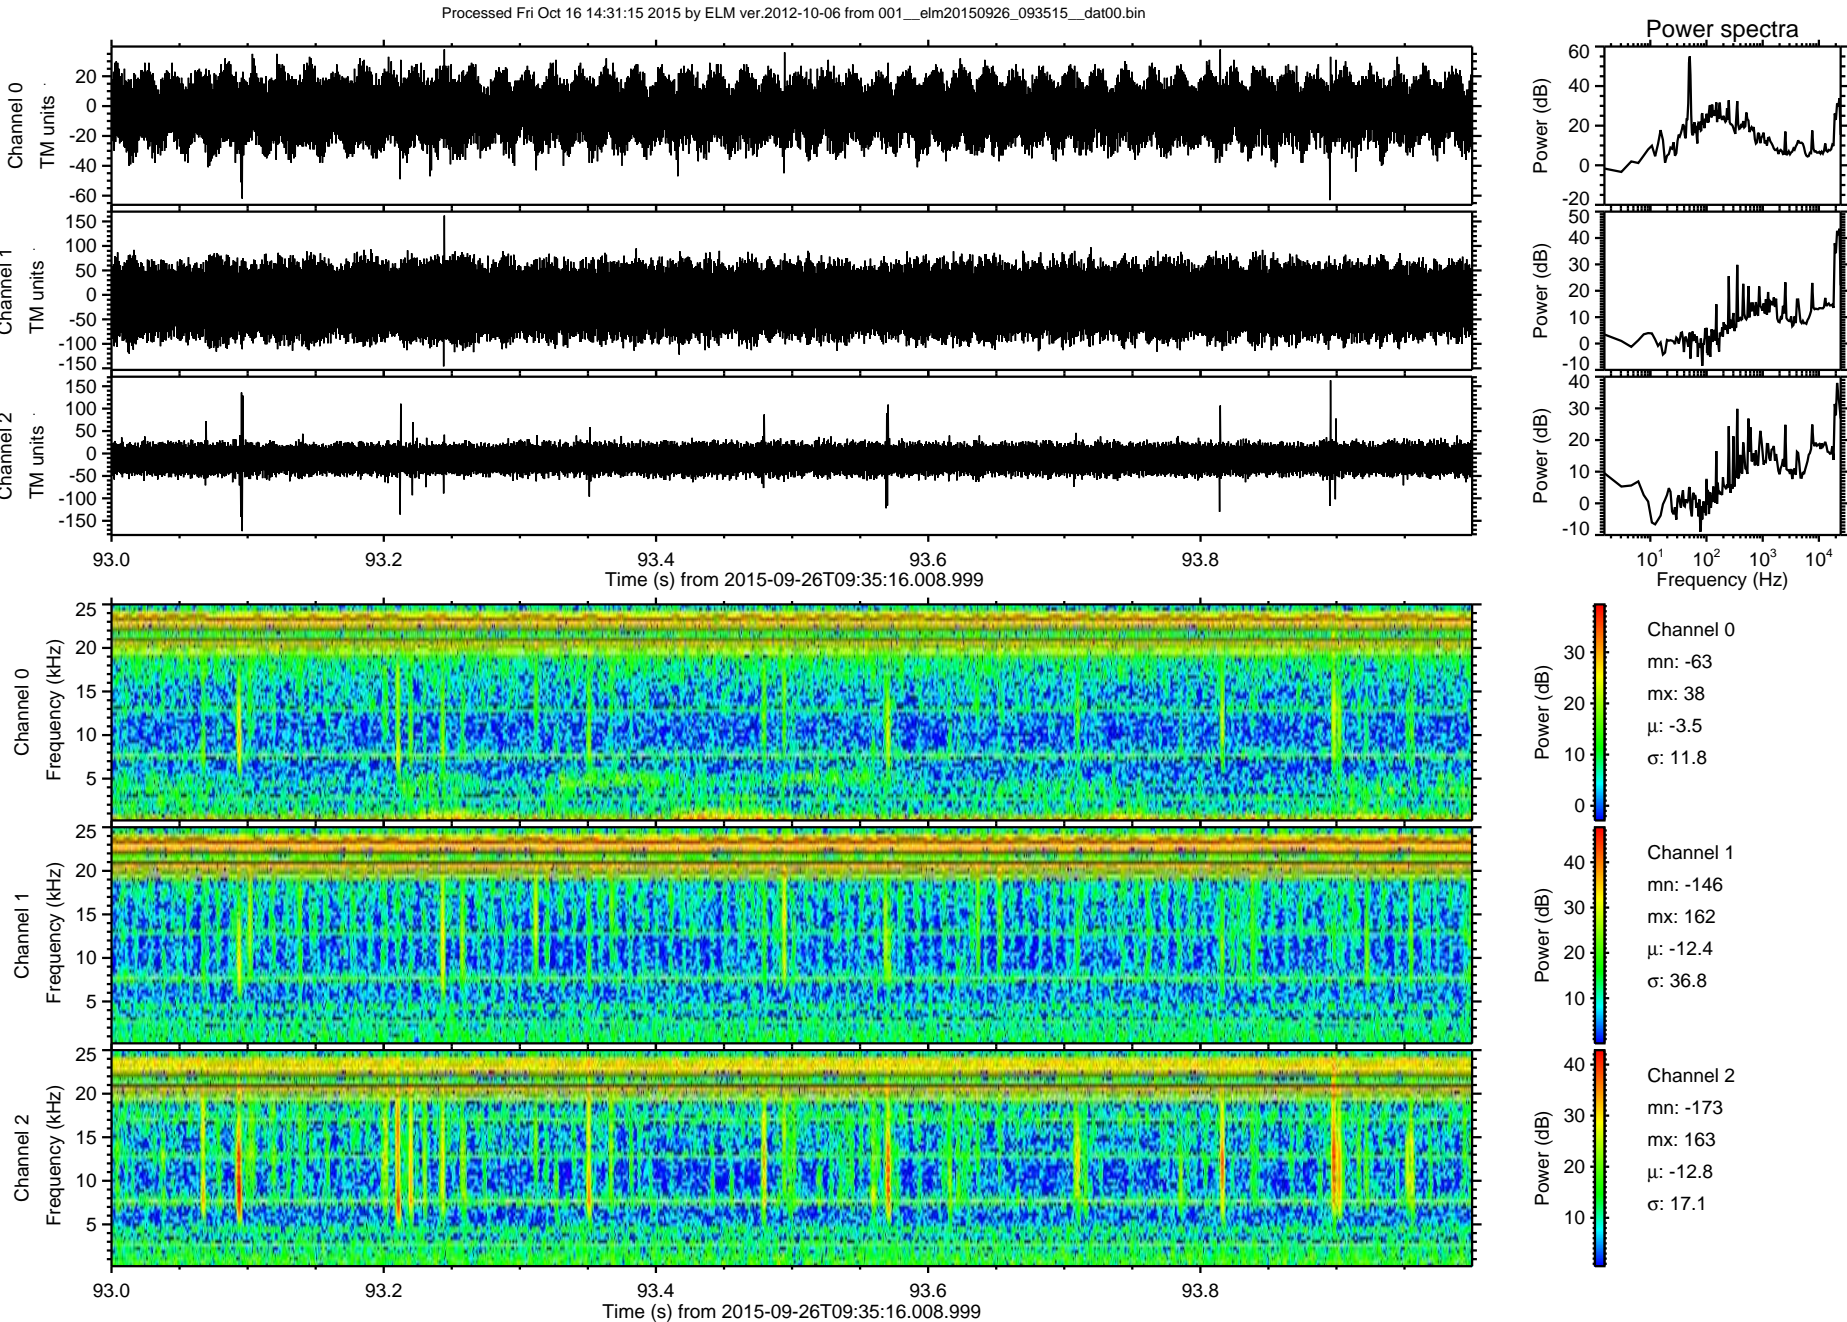 Processed Fri Oct 16 14:31:15 2015 by ELM ver.2012-10-06 from 001__elm20150926_093515__dat00.bin
Power spectra
Channel 0
TM units
20
0
-20
-40
-60
Power (dB)
60
40
20
0
-20
Channel 1
TM units
150
100
50
0
-50
-100
-150
Power (dB)
50
40
30
20
10
0
-10
Channel 2
TM units
150
100
50
0
-50
-100
-150
Power (dB)
40
30
20
10
0
-10
93.0 93.2 93.4 93.6 93.8
Time (s) from 2015-09-26T09:35:16.008.999
10^1 10^2 10^3 10^4
Frequency (Hz)
Channel 0
Frequency (kHz)
25
20
15
10
5
Power (dB)
30
20
10
0
Channel 0
mn: -63
mx: 38
μ: -3.5
σ: 11.8
Channel 1
Frequency (kHz)
25
20
15
10
5
Power (dB)
40
30
20
10
Channel 1
mn: -146
mx: 162
μ: -12.4
σ: 36.8
Channel 2
Frequency (kHz)
25
20
15
10
5
Power (dB)
40
30
20
10
Channel 2
mn: -173
mx: 163
μ: -12.8
σ: 17.1
93.0 93.2 93.4 93.6 93.8
Time (s) from 2015-09-26T09:35:16.008.999